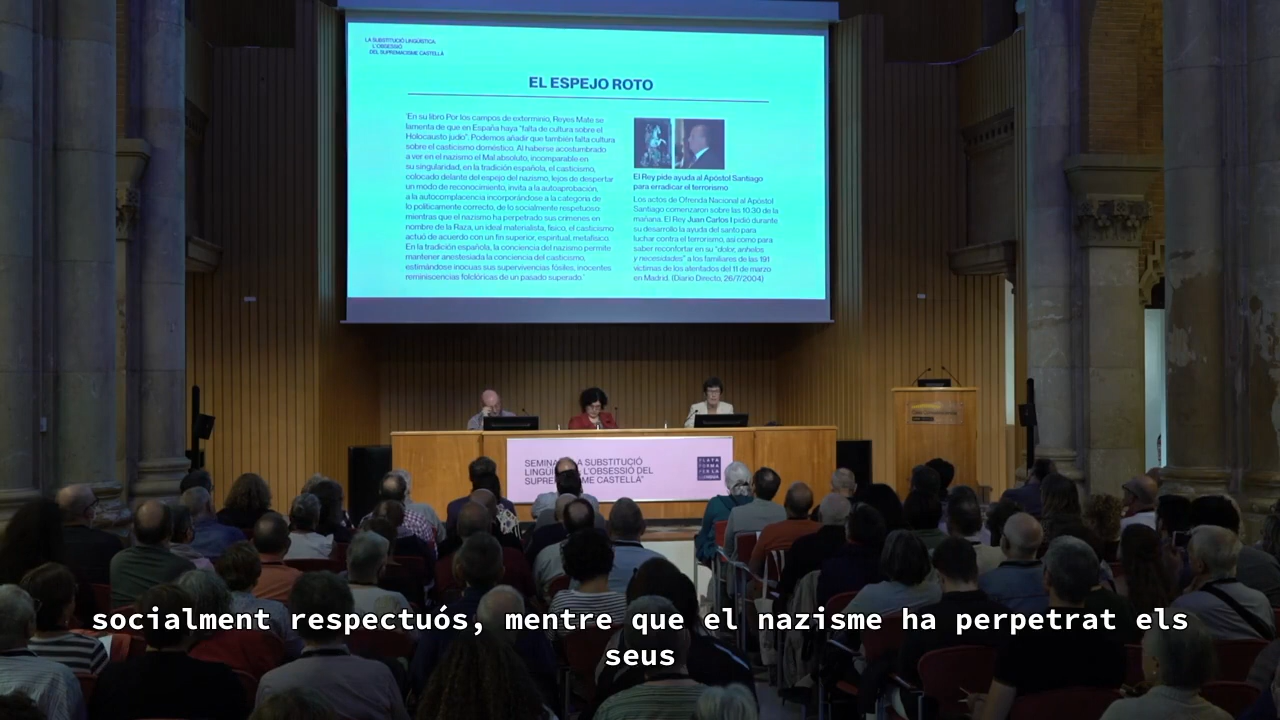 LA SUBSTITUCIÓ LINGÜÍSTICA,
L'OBSESSIÓ
DEL SUPREMACISME CASTELLÀ
EL ESPEJO ROTO
"En su libro Por los campos de exterminio, Reyes Mate se
lamenta de que en España haya "falta de cultura sobre el
Holocausto judío". Podemos añadir que también falta cultura
sobre el casticismo doméstico. Al haberse acostumbrado
a ver en el nazismo el Mal absoluto, incomparable en
su singularidad, en la tradición española, el casticismo,
colocado delante del espejo del nazismo, lejos de despertar
un modo de reconocimiento, invita a la autoaprobación,
a la autocomplacencia incorporándose a la categoría de
lo políticamente correcto, de lo socialmente respetuoso
mientras que el nazismo ha perpetrado sus crímenes en
nombre de la Raza, un ideal materialista, físico, el casticismo
actuó de acuerdo con un fin superior, espiritual, metafísico.
En la tradición española, la conciencia del nazismo permite
mantener anestesiada la conciencia del casticismo,
estimándose inocuas sus supervivencias fósiles, inocentes
reminiscencias folclóricas de un pasado superado."
El Rey pide ayuda al Apóstol Santiago
para erradicar el terrorismo
Los actos de Ofrenda Nacional al Apóstol
Santiago comenzaron sobre las 10.30 de la
mañana. El Rey Juan Carlos I pidió durante
su desarrollo la ayuda del santo para
luchar contra el terrorismo, así como para
saber reconfortar en su "dolor, anhelos
y necesidades" a los familiares de las 191
víctimas de los atentados del 11 de marzo
en Madrid. (Diario Directo, 26/7/2004)
SUBSTITUCIÓ
L'OBSESSIÓ DEL
CASTELLÀ"
PLATA
FORMA
PER LA
LLENGUA
socialment respectuós, mentre que el nazisme ha perpetrat els
seus